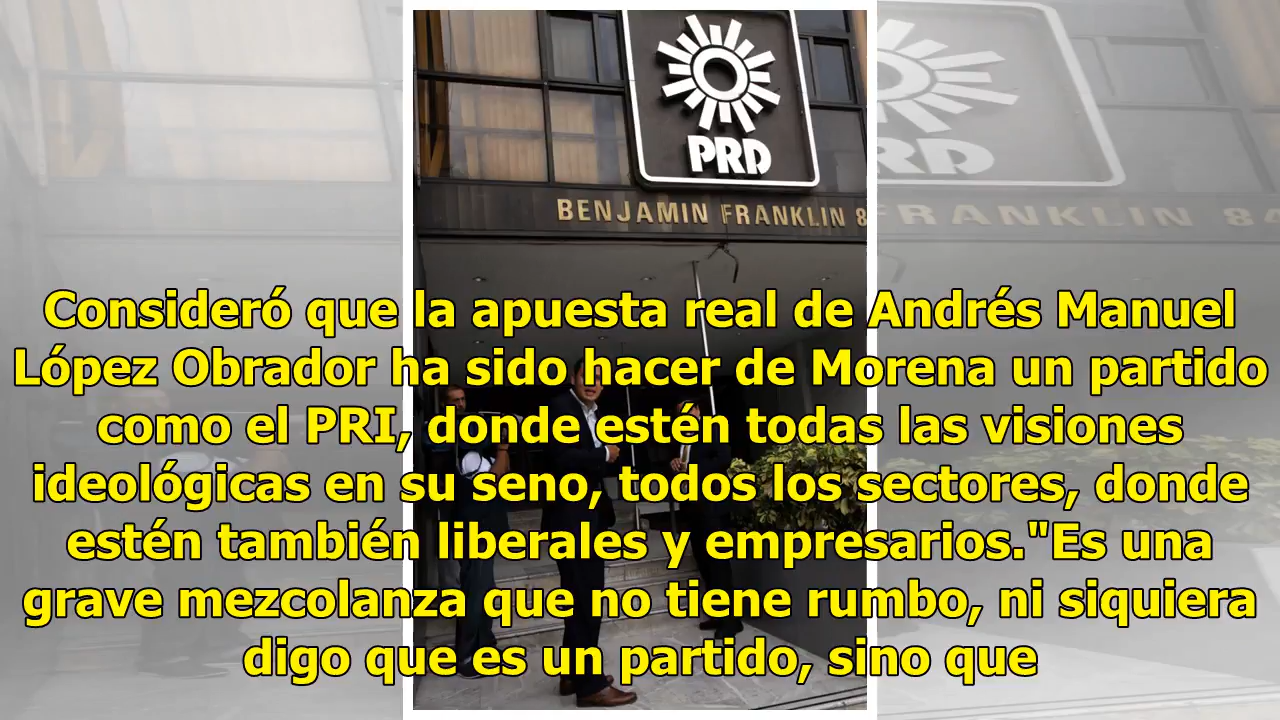 PRD
BENJAMIN FRANKLIN 8
RD
FRANKLIN 84
Consideró que la apuesta real de Andrés Manuel
López Obrador ha sido hacer de Morena un partido
como el PRI, donde estén todas las visiones
ideológicas en su seno, todos los sectores, donde
estén también liberales y empresarios."Es una
grave mezcolanza que no tiene rumbo, ni siquiera
digo que es un partido, sino que